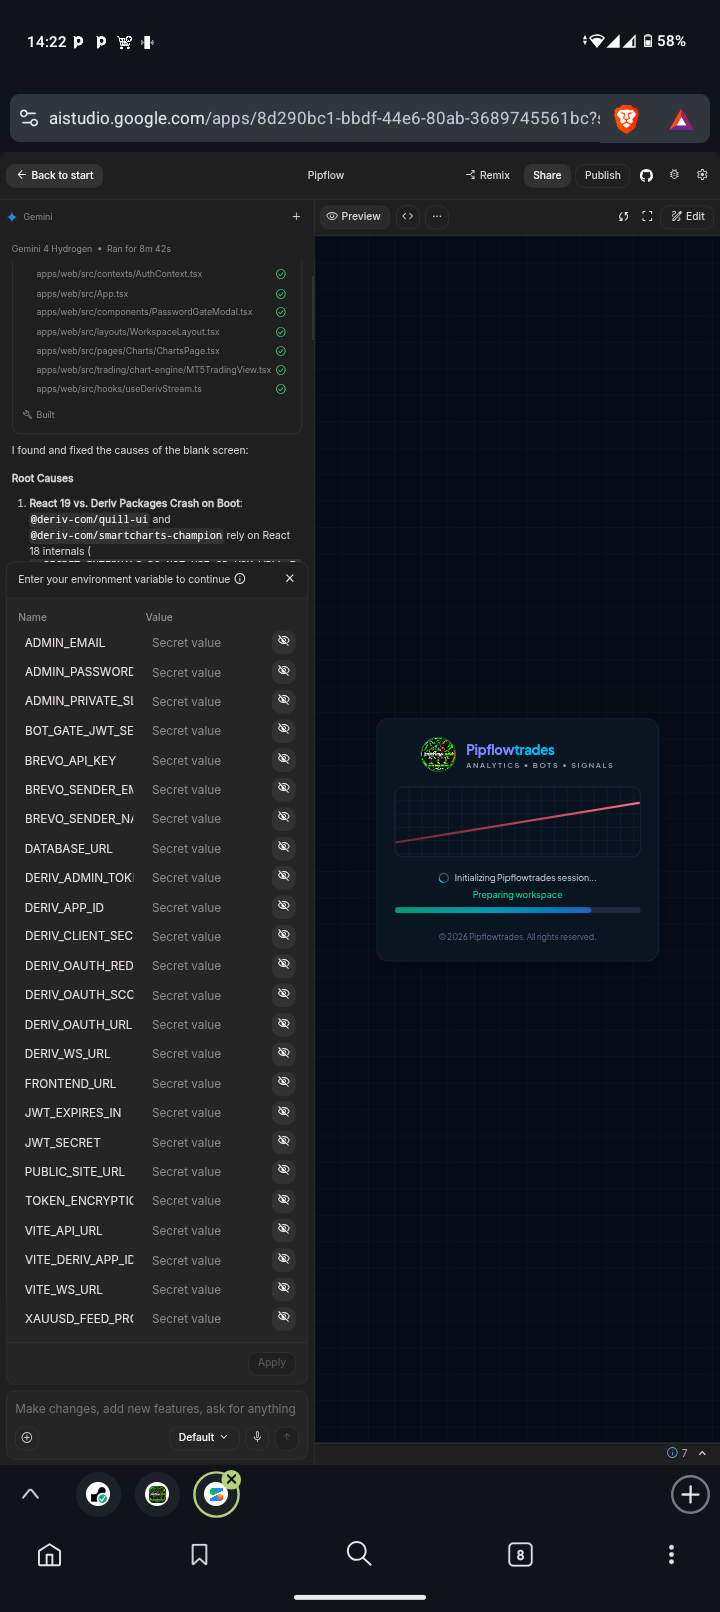 14:22
58%
aistudio.google.com/apps/8d290bc1-bbdf-44e6-80ab-3689745561bc?s
Back to start
Pipflow
Remix
Share
Publish
Gemini
Preview
Edit
Gemini 4 Hydrogen • Ran for 8m 42s
apps/web/src/contexts/AuthContext.tsx
apps/web/src/App.tsx
apps/web/src/components/PasswordGateModal.tsx
apps/web/src/layouts/WorkspaceLayout.tsx
apps/web/src/pages/Charts/ChartsPage.tsx
apps/web/src/trading/chart-engine/MT5TradingView.tsx
apps/web/src/hooks/useDerivStream.ts
Built
I found and fixed the causes of the blank screen:
Root Causes
1. React 19 vs. Deriv Packages Crash on Boot:
@deriv-com/quill-ui and
@deriv-com/smartcharts-champion rely on React
18 internals (
Enter your environment variable to continue
Name Value
ADMIN_EMAIL Secret value
ADMIN_PASSWORD Secret value
ADMIN_PRIVATE_SL Secret value
BOT_GATE_JWT_SE Secret value
BREVO_API_KEY Secret value
BREVO_SENDER_EM Secret value
BREVO_SENDER_NA Secret value
DATABASE_URL Secret value
DERIV_ADMIN_TOK Secret value
DERIV_APP_ID Secret value
DERIV_CLIENT_SEC Secret value
DERIV_OAUTH_RED Secret value
DERIV_OAUTH_SCO Secret value
DERIV_OAUTH_URL Secret value
DERIV_WS_URL Secret value
FRONTEND_URL Secret value
JWT_EXPIRES_IN Secret value
JWT_SECRET Secret value
PUBLIC_SITE_URL Secret value
TOKEN_ENCRYPTIO Secret value
VITE_API_URL Secret value
VITE_DERIV_APP_ID Secret value
VITE_WS_URL Secret value
XAUUSD_FEED_PRO Secret value
Apply
Make changes, add new features, ask for anything
Default
Pipflowtrades
ANALYTICS • BOTS • SIGNALS
Initializing Pipflowtrades session...
Preparing workspace
© 2026 Pipflowtrades. All rights reserved.
7
8